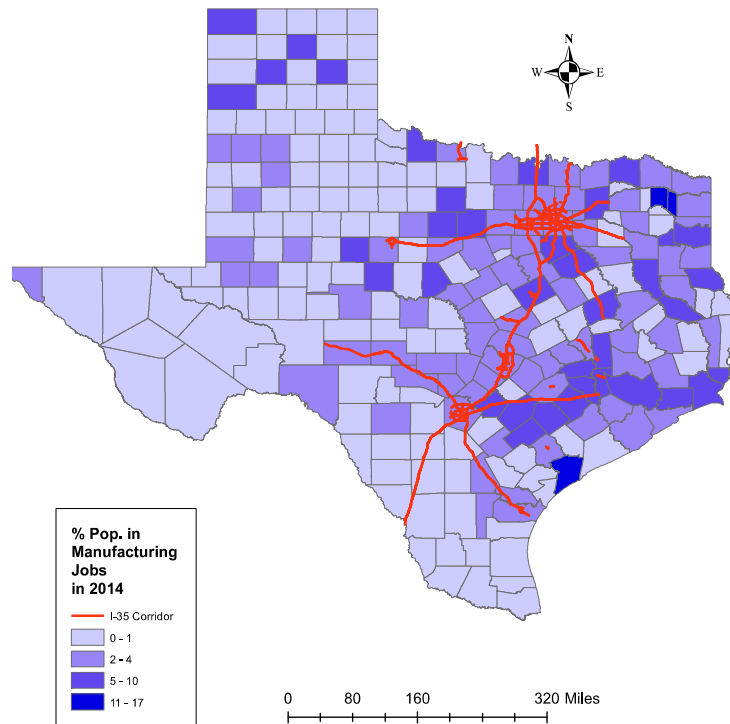 N
W E
S
% Pop. in
Manufacturing
Jobs
in 2014
I-35 Corridor
0 - 1
2 - 4
5 - 10
11 - 17
0 80 160 320 Miles